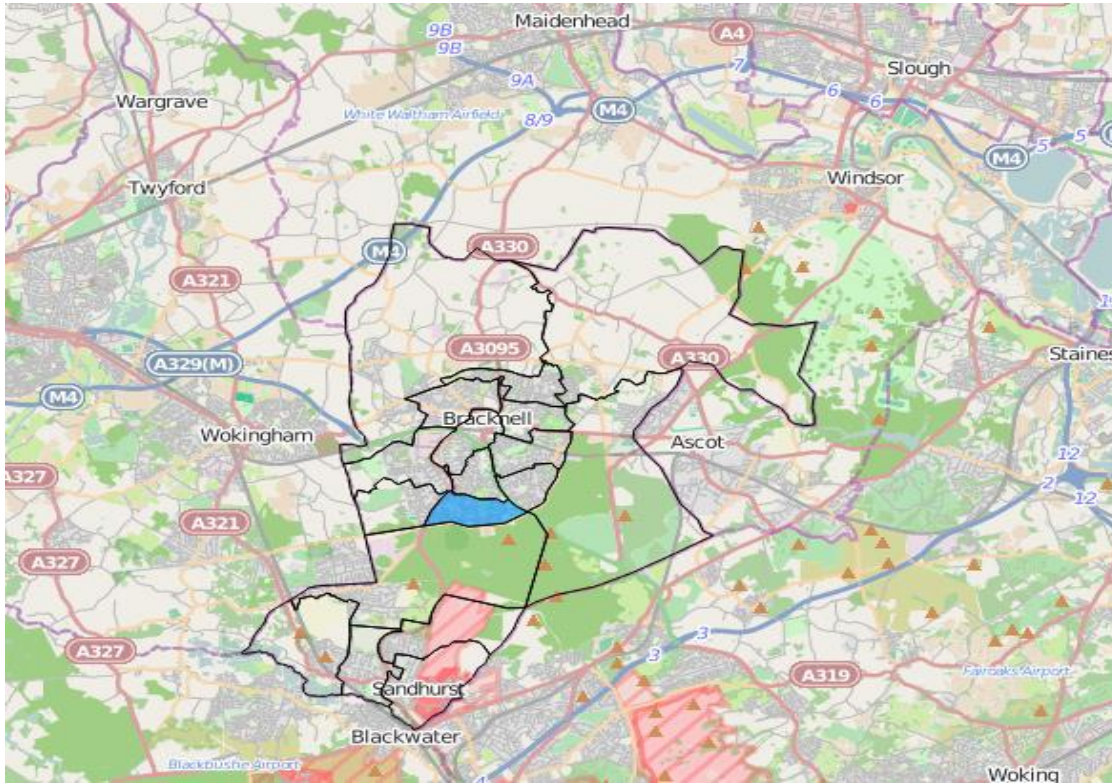 Maidenhead
9B
A4
9B
Slough
7
9A
Wargrave
6
6
M4
White Waltham Airfield
8/9
5
5
M4
M4
Twyford
Windsor
A330
M4
A321
A3095
A330
Staines
A329(M)
M4
Bracknell
Wokingham
Ascot
12
A327
2
12
A321
A327
3
A327
3
Fairoaks Airport
A319
Sandhurst
Blackwater
Blackbushe Airport
4
Woking